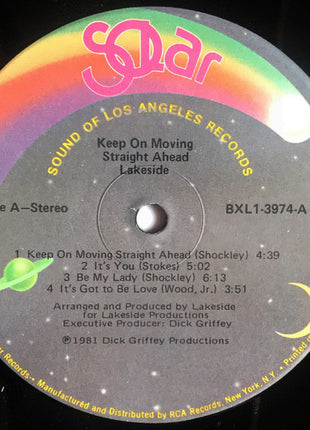 Solar
SOUND OF LOS ANGELES RECORDS
Keep On Moving
Straight Ahead
Lakeside
e A—Stereo
BXL1-3974-A
1 Keep On Moving Straight Ahead (Shockley) 4:39
2 It's You (Stokes) 5:02
3 Be My Lady (Shockley) 6:13
4 It's Got to Be Love (Wood, Jr.) 3:51
Arranged and Produced by Lakeside
for Lakeside Productions
Executive Producer: Dick Griffey
℗1981 Dick Griffey Productions
r Records—Manufactured and Distributed by RCA Records, New York, N.Y. • Printed